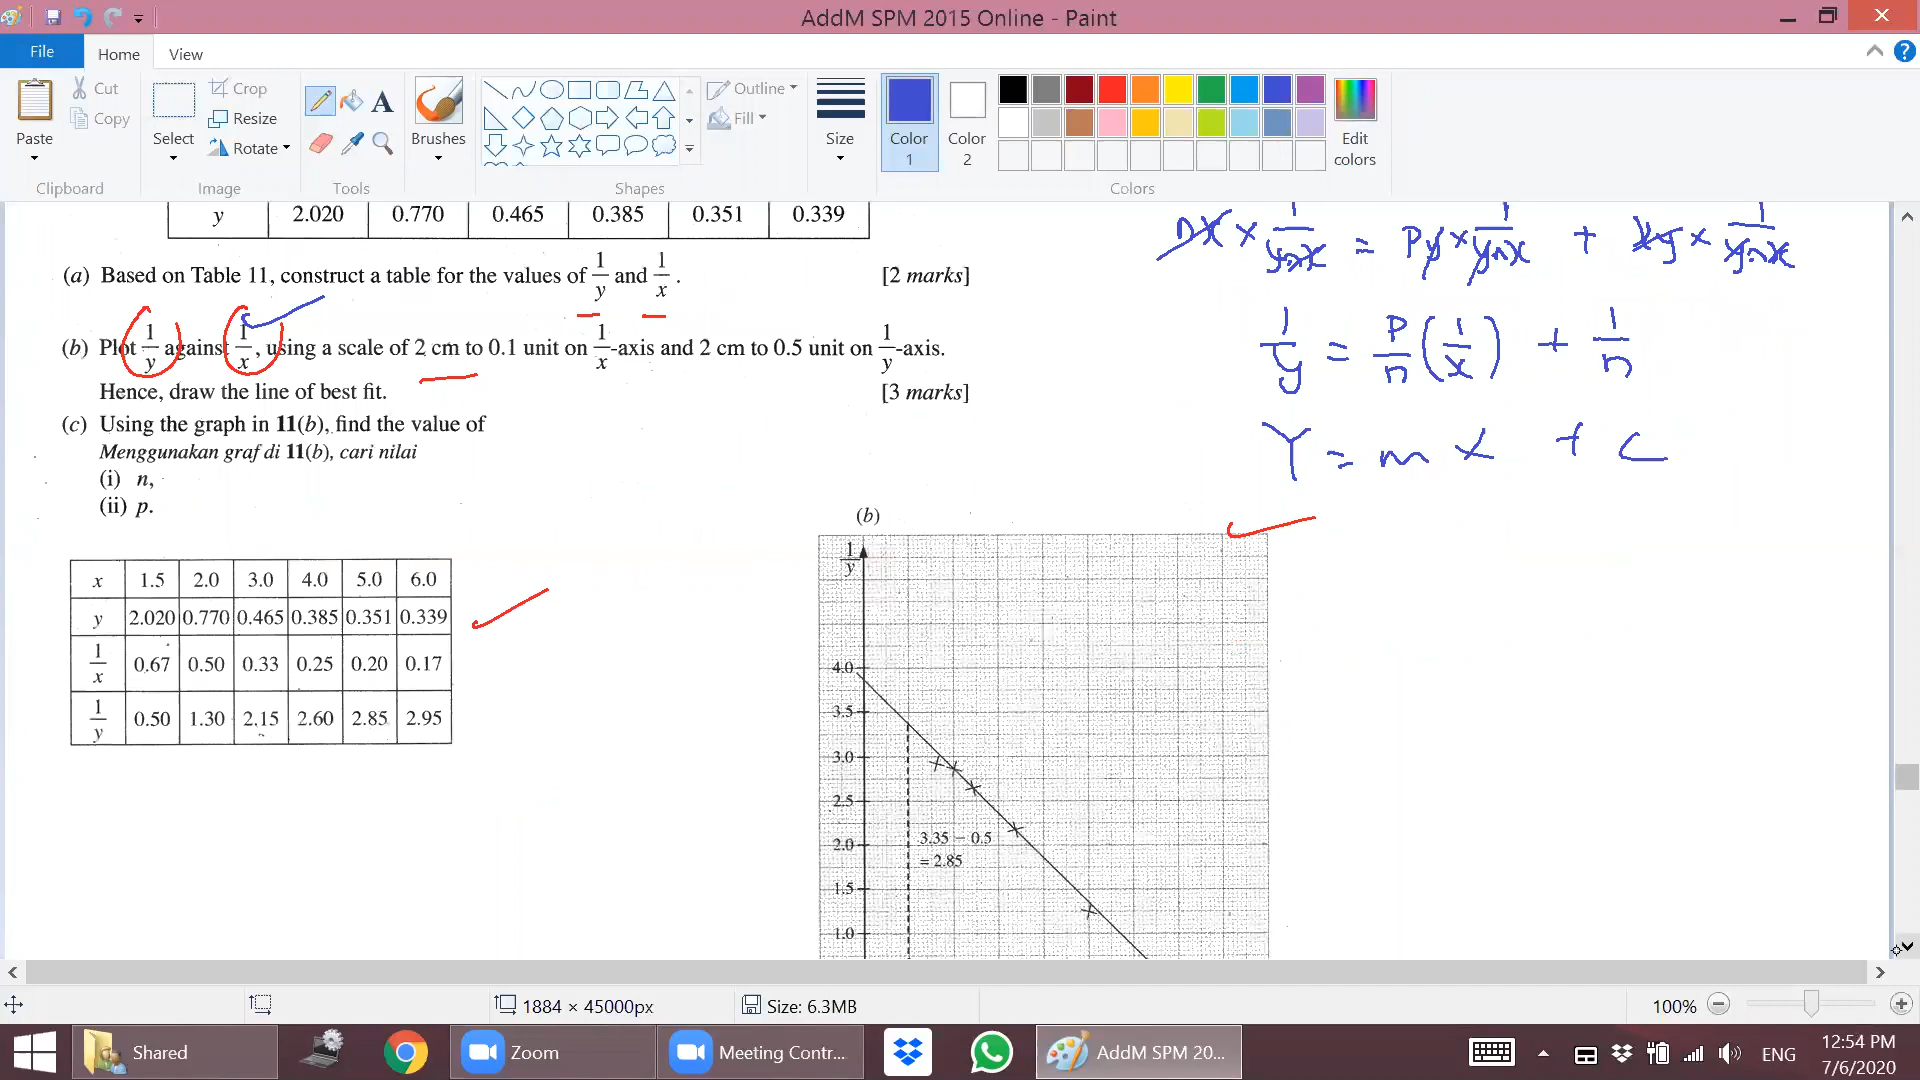 AddM SPM 2015 Online - Paint
File Home View
Paste
Cut
Copy
Clipboard
Select
Crop
Resize
Rotate
Image
A
Tools
Brushes
Shapes
Outline
Fill
Size
Color 1
Color 2
Edit colors
Colors
y 2.020 0.770 0.465 0.385 0.351 0.339
(a) Based on Table 11, construct a table for the values of 1/y and 1/x. [2 marks]
(b) Plot 1/y against 1/x, using a scale of 2 cm to 0.1 unit on 1/x-axis and 2 cm to 0.5 unit on 1/y-axis.
Hence, draw the line of best fit. [3 marks]
(c) Using the graph in 11(b), find the value of
Menggunakan graf di 11(b), cari nilai
(i) n,
(ii) p.
x 1.5 2.0 3.0 4.0 5.0 6.0
y 2.020 0.770 0.465 0.385 0.351 0.339
1/x 0.67 0.50 0.33 0.25 0.20 0.17
1/y 0.50 1.30 2.15 2.60 2.85 2.95
nx × 1/ynx = py × 1/ynx + xy × 1/ynx
1/y = p/n (1/x) + 1/n
Y = m x + c
(b)
1/y
4.0
3.5
3.0
2.5
2.0
1.5
1.0
3.35 – 0.5
= 2.85
1884 × 45000px
Size: 6.3MB
100%
Shared
Zoom
Meeting Contr...
AddM SPM 20...
ENG
12:54 PM
7/6/2020